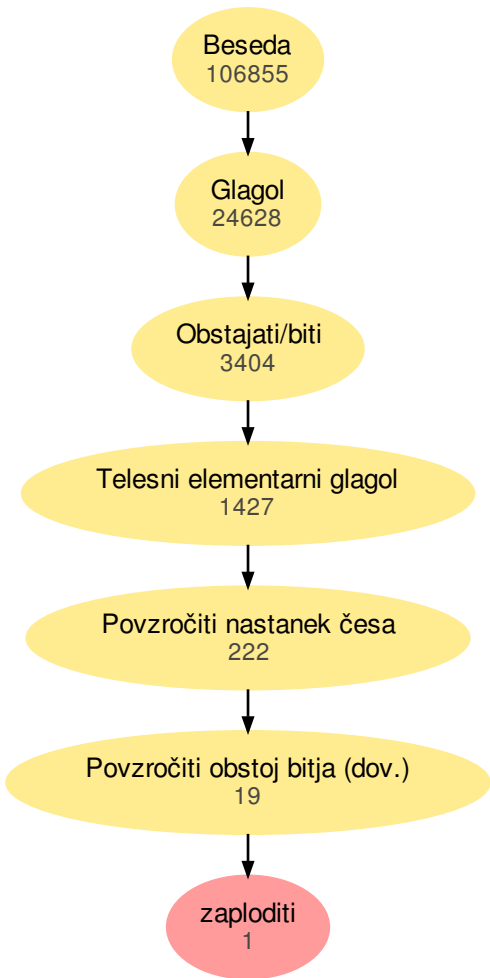 Beseda
106855
Glagol
24628
Obstajati/biti
3404
Telesni elementarni glagol
1427
Povzročiti nastanek česa
222
Povzročiti obstoj bitja (dov.)
19
zaploditi
1